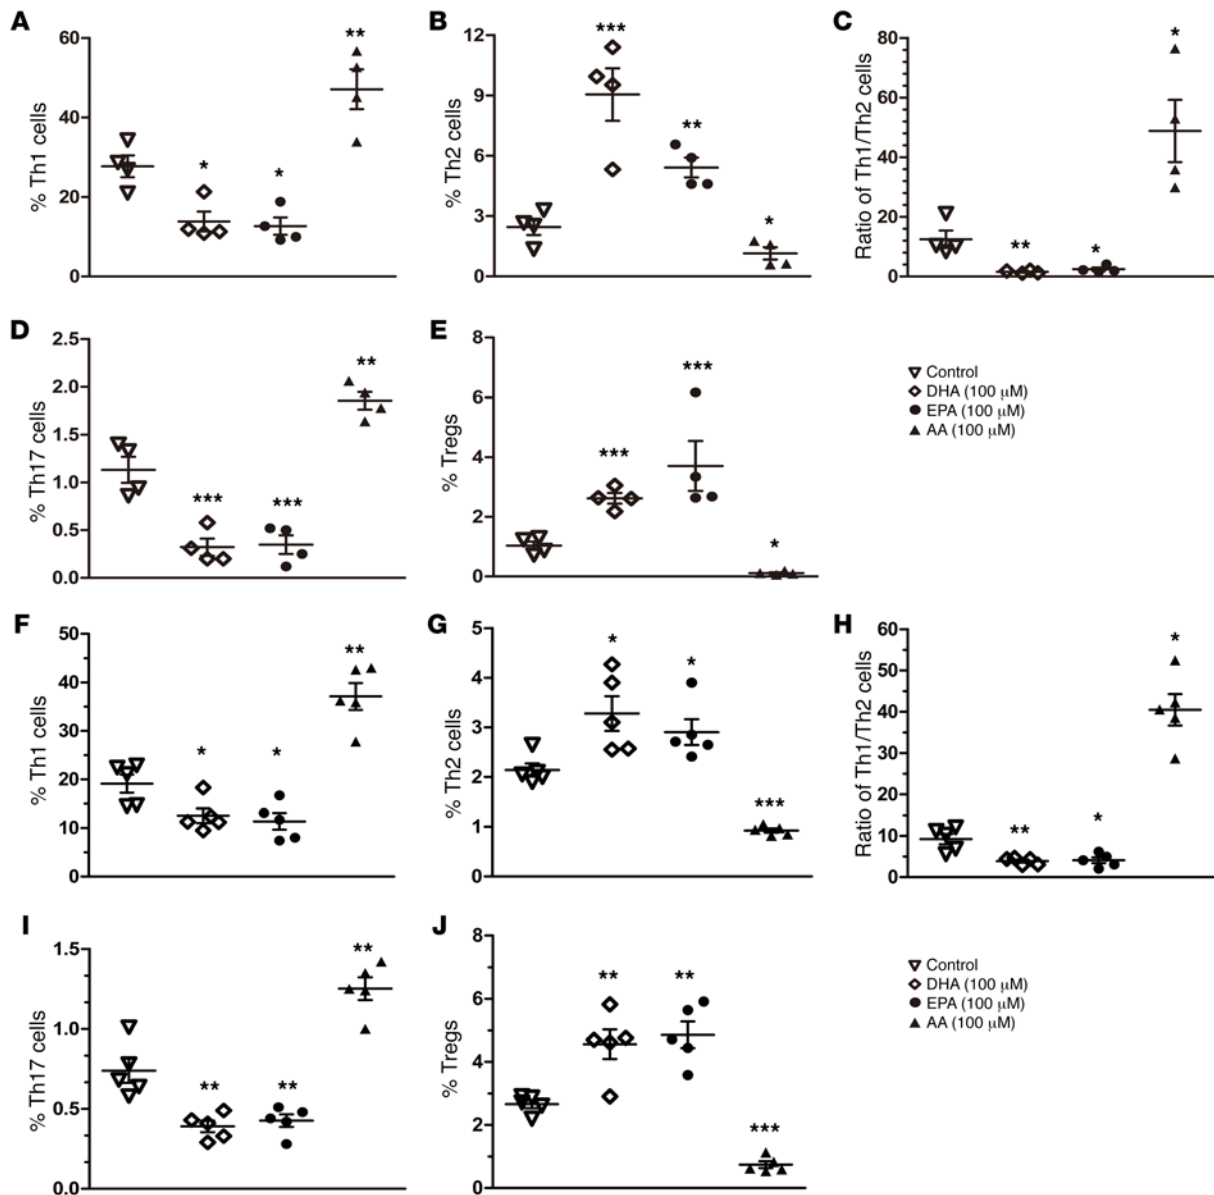 A
% Th1 cells
60
40
20
0
**
*
*
B
% Th2 cells
12
9
6
3
0
***
**
*
C
Ratio of Th1/Th2 cells
80
60
40
20
0
*
**
*
D
% Th17 cells
2.5
2.0
1.5
1.0
0.5
0.0
**
***
***
E
% Tregs
8
6
4
2
0
***
***
*
Control
DHA (100 μM)
EPA (100 μM)
AA (100 μM)
F
% Th1 cells
50
40
30
20
10
0
**
*
*
G
% Th2 cells
5
4
3
2
1
0
*
*
***
H
Ratio of Th1/Th2 cells
60
50
40
30
20
10
0
*
**
*
I
% Th17 cells
1.5
1.0
0.5
0.0
**
**
**
J
% Tregs
8
6
4
2
0
**
**
***
Control
DHA (100 μM)
EPA (100 μM)
AA (100 μM)